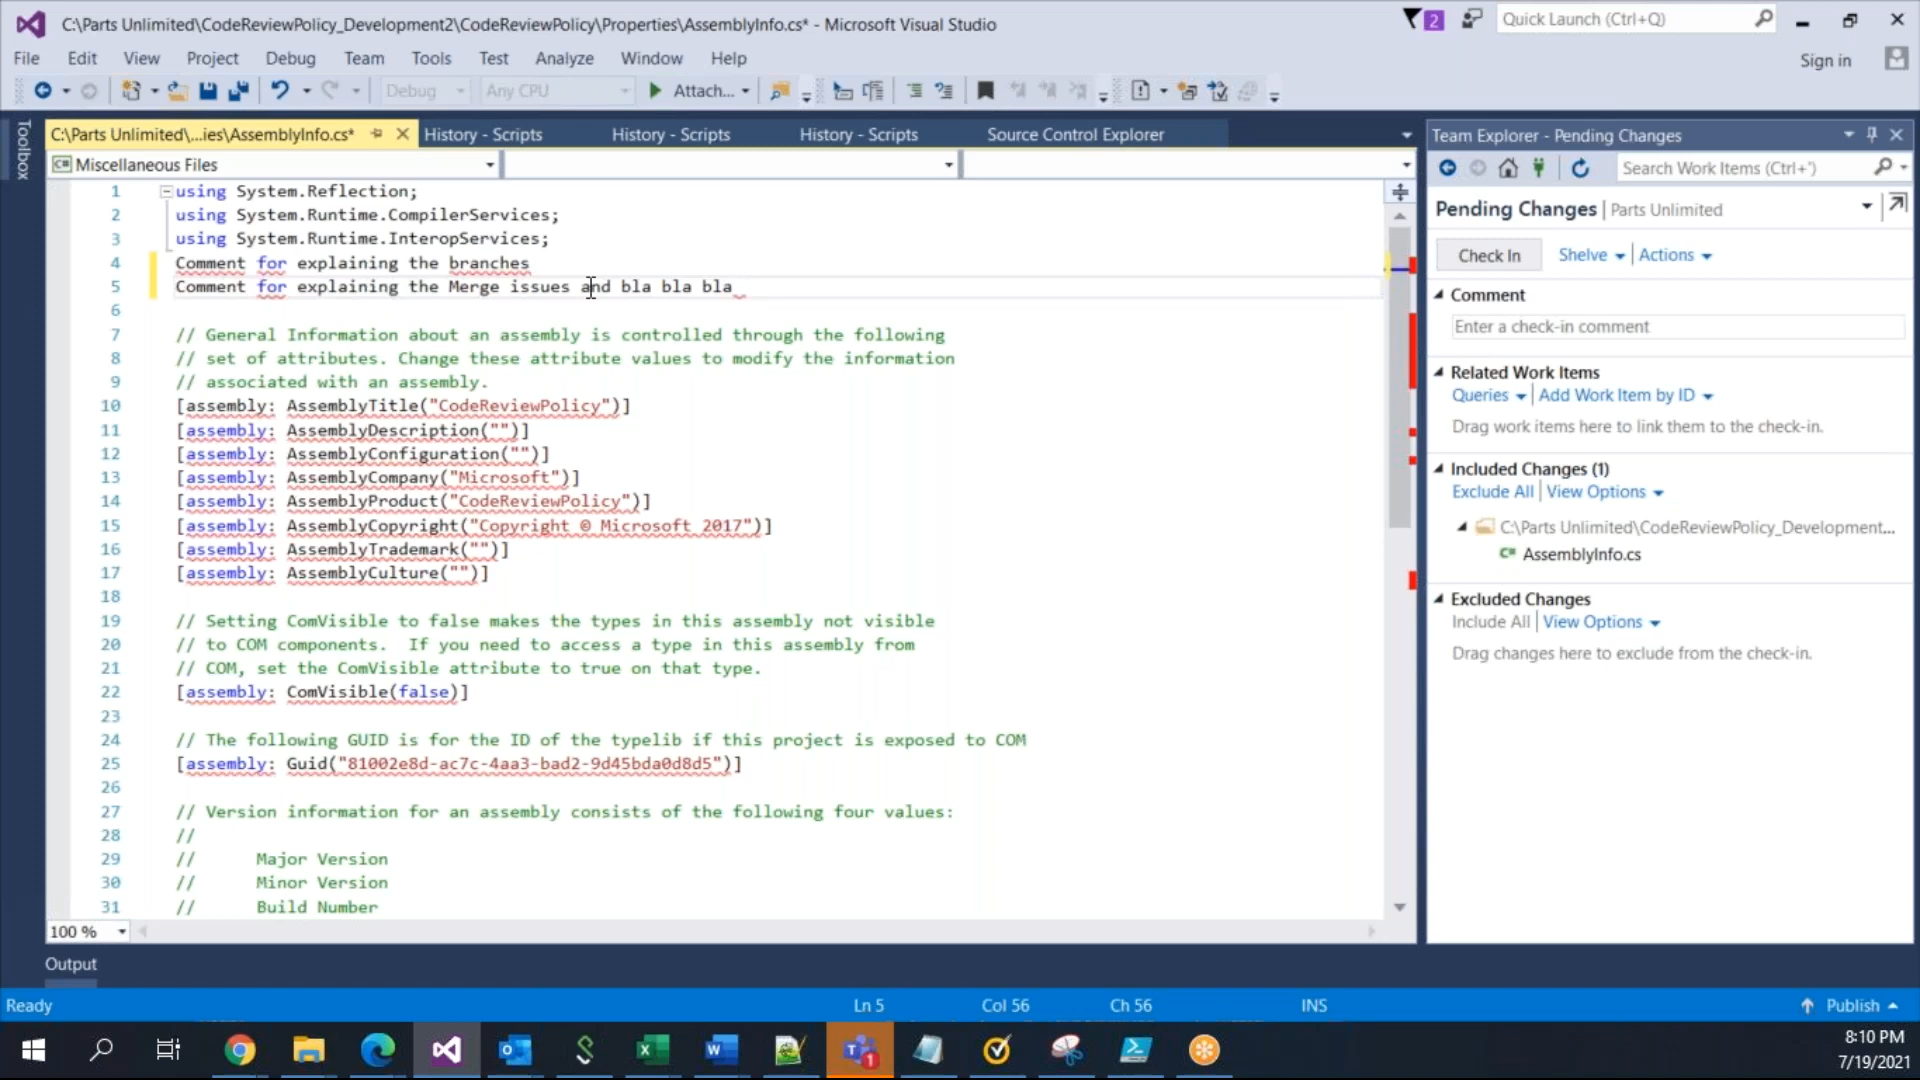 C:\Parts Unlimited\CodeReviewPolicy_Development2\CodeReviewPolicy\Properties\AssemblyInfo.cs* - Microsoft Visual Studio
2
Quick Launch (Ctrl+Q)
File Edit View Project Debug Team Tools Test Analyze Window Help
Sign in
Debug Any CPU Attach...
Toolbox
C:\Parts Unlimited\...ies\AssemblyInfo.cs* History - Scripts History - Scripts History - Scripts Source Control Explorer
Miscellaneous Files
1 using System.Reflection;
2 using System.Runtime.CompilerServices;
3 using System.Runtime.InteropServices;
4 Comment for explaining the branches
5 Comment for explaining the Merge issues and bla bla bla
6
7 // General Information about an assembly is controlled through the following
8 // set of attributes. Change these attribute values to modify the information
9 // associated with an assembly.
10 [assembly: AssemblyTitle("CodeReviewPolicy")]
11 [assembly: AssemblyDescription("")]
12 [assembly: AssemblyConfiguration("")]
13 [assembly: AssemblyCompany("Microsoft")]
14 [assembly: AssemblyProduct("CodeReviewPolicy")]
15 [assembly: AssemblyCopyright("Copyright © Microsoft 2017")]
16 [assembly: AssemblyTrademark("")]
17 [assembly: AssemblyCulture("")]
18
19 // Setting ComVisible to false makes the types in this assembly not visible
20 // to COM components.  If you need to access a type in this assembly from
21 // COM, set the ComVisible attribute to true on that type.
22 [assembly: ComVisible(false)]
23
24 // The following GUID is for the ID of the typelib if this project is exposed to COM
25 [assembly: Guid("81002e8d-ac7c-4aa3-bad2-9d45bda0d8d5")]
26
27 // Version information for an assembly consists of the following four values:
28 //
29 //      Major Version
30 //      Minor Version
31 //      Build Number
100 %
Team Explorer - Pending Changes
Search Work Items (Ctrl+')
Pending Changes | Parts Unlimited
Check In Shelve Actions
Comment
Enter a check-in comment
Related Work Items
Queries Add Work Item by ID
Drag work items here to link them to the check-in.
Included Changes (1)
Exclude All View Options
C:\Parts Unlimited\CodeReviewPolicy_Development...
C# AssemblyInfo.cs
Excluded Changes
Include All View Options
Drag changes here to exclude from the check-in.
Output
Ready Ln 5 Col 56 Ch 56 INS Publish
8:10 PM
7/19/2021